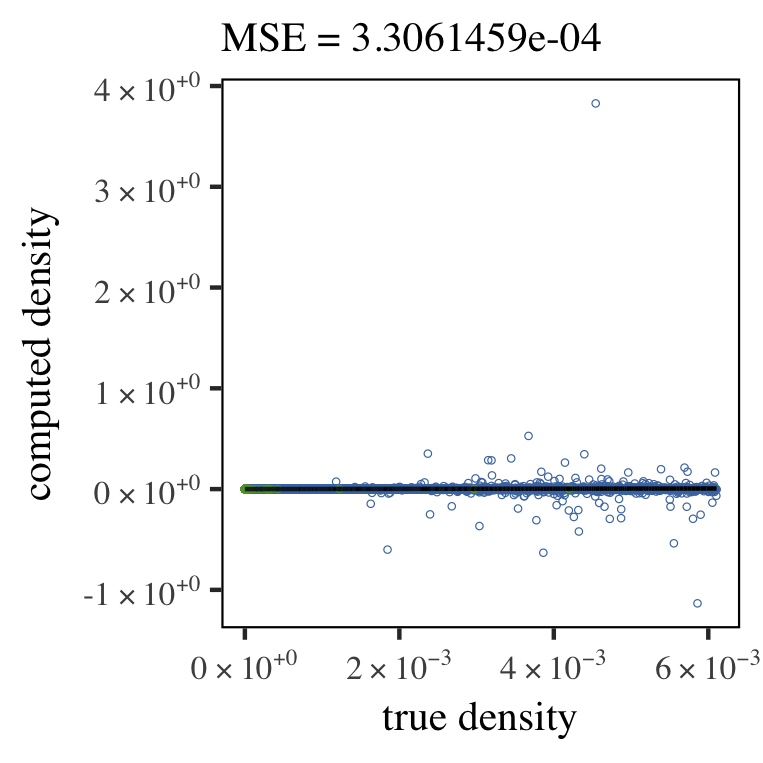 MSE = 3.3061459e-04
4 × 10⁺⁰
3 × 10⁺⁰
2 × 10⁺⁰
1 × 10⁺⁰
0 × 10⁺⁰
-1 × 10⁺⁰
computed density
0 × 10⁺⁰ 2 × 10⁻³ 4 × 10⁻³ 6 × 10⁻³
true density